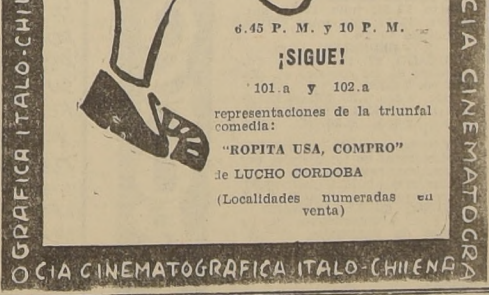 6.45 P. M. y 10 P. M.
¡SIGUE!
101.a y 102.a
representaciones de la triunfal
comedia:
"ROPITA USA, COMPRO"
de LUCHO CORDOBA
(Localidades numeradas en
venta)
OGRAFICA ITALO-CHI
CIA CINEMATOGRA
O CIA CINEMATOGRAFICA ITALO-CHILENA